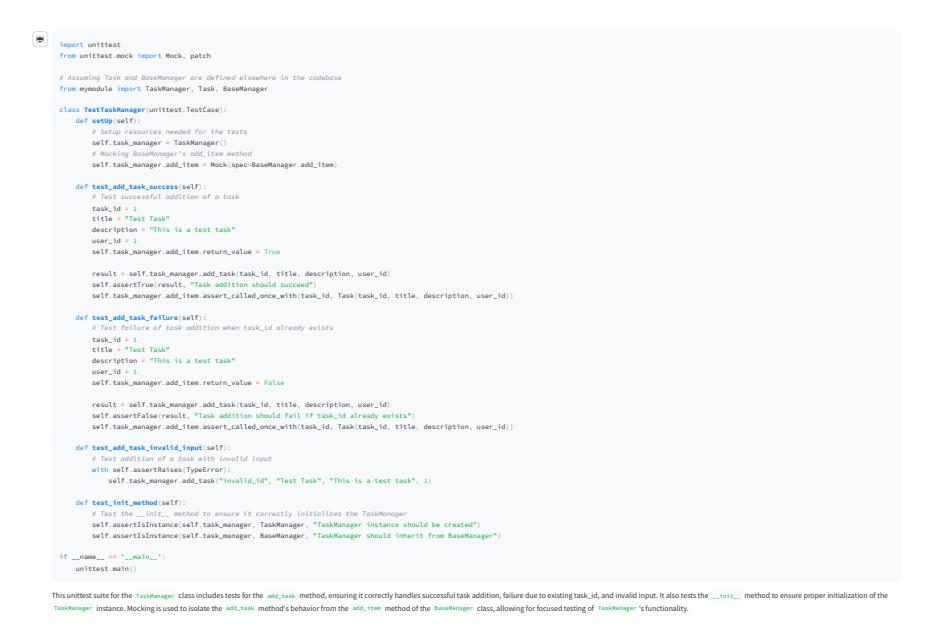 import unittest
from unittest.mock import Mock, patch
# Assuming Task and BaseManager are defined elsewhere in the codebase
from mymodule import TaskManager, Task, BaseManager
class TestTaskManager(unittest.TestCase):
    def setUp(self):
        # Setup resources needed for the tests
        self.task_manager = TaskManager()
        # Mocking BaseManager's add_item method
        self.task_manager.add_item = Mock(spec=BaseManager.add_item)
    def test_add_task_success(self):
        # Test successful addition of a task
        task_id = 1
        title = "Test Task"
        description = "This is a test task"
        user_id = 1
        self.task_manager.add_item.return_value = True
        result = self.task_manager.add_task(task_id, title, description, user_id)
        self.assertTrue(result, "Task addition should succeed")
        self.task_manager.add_item.assert_called_once_with(task_id, Task(task_id, title, description, user_id))
    def test_add_task_failure(self):
        # Test failure of task addition when task_id already exists
        task_id = 1
        title = "Test Task"
        description = "This is a test task"
        user_id = 1
        self.task_manager.add_item.return_value = False
        result = self.task_manager.add_task(task_id, title, description, user_id)
        self.assertFalse(result, "Task addition should fail if task_id already exists")
        self.task_manager.add_item.assert_called_once_with(task_id, Task(task_id, title, description, user_id))
    def test_add_task_invalid_input(self):
        # Test addition of a task with invalid input
        with self.assertRaises(TypeError):
            self.task_manager.add_task("invalid_id", "Test Task", "This is a test task", 1)
    def test_init_method(self):
        # Test the __init__ method to ensure it correctly initializes the TaskManager
        self.assertIsInstance(self.task_manager, TaskManager, "TaskManager instance should be created")
        self.assertIsInstance(self.task_manager, BaseManager, "TaskManager should inherit from BaseManager")
if __name__ == '__main__':
    unittest.main()
This unittest suite for the TaskManager class includes tests for the add_task method, ensuring it correctly handles successful task addition, failure due to existing task_id, and invalid input. It also tests the __init__ method to ensure proper initialization of the
TaskManager instance. Mocking is used to isolate the add_task method's behavior from the add_item method of the BaseManager class, allowing for focused testing of TaskManager 's functionality.